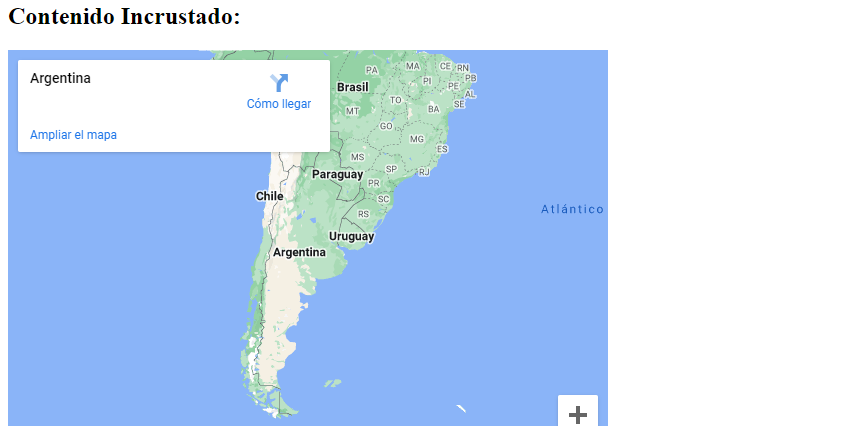 Contenido Incrustado:
Argentina
Cómo llegar
Ampliar el mapa
PA
MA
CE
RN
PB
PI
PE
AL
SE
Brasil
TO
BA
MT
GO
MG
ES
MS
SP
RJ
Paraguay
PR
SC
Chile
RS
Atlántico
Uruguay
Argentina